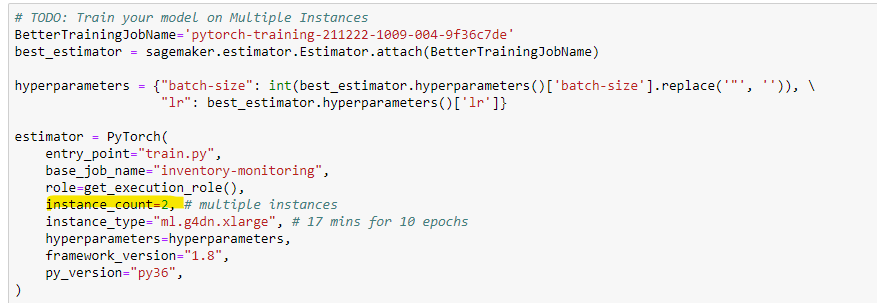 # TODO: Train your model on Multiple Instances
BetterTrainingJobName='pytorch-training-211222-1009-004-9f36c7de'
best_estimator = sagemaker.estimator.Estimator.attach(BetterTrainingJobName)
hyperparameters = {"batch-size": int(best_estimator.hyperparameters()['batch-size'].replace('"', '')), \
"lr": best_estimator.hyperparameters()['lr']}
estimator = PyTorch(
entry_point="train.py",
base_job_name="inventory-monitoring",
role=get_execution_role(),
instance_count=2, # multiple instances
instance_type="ml.g4dn.xlarge", # 17 mins for 10 epochs
hyperparameters=hyperparameters,
framework_version="1.8",
py_version="py36",
)